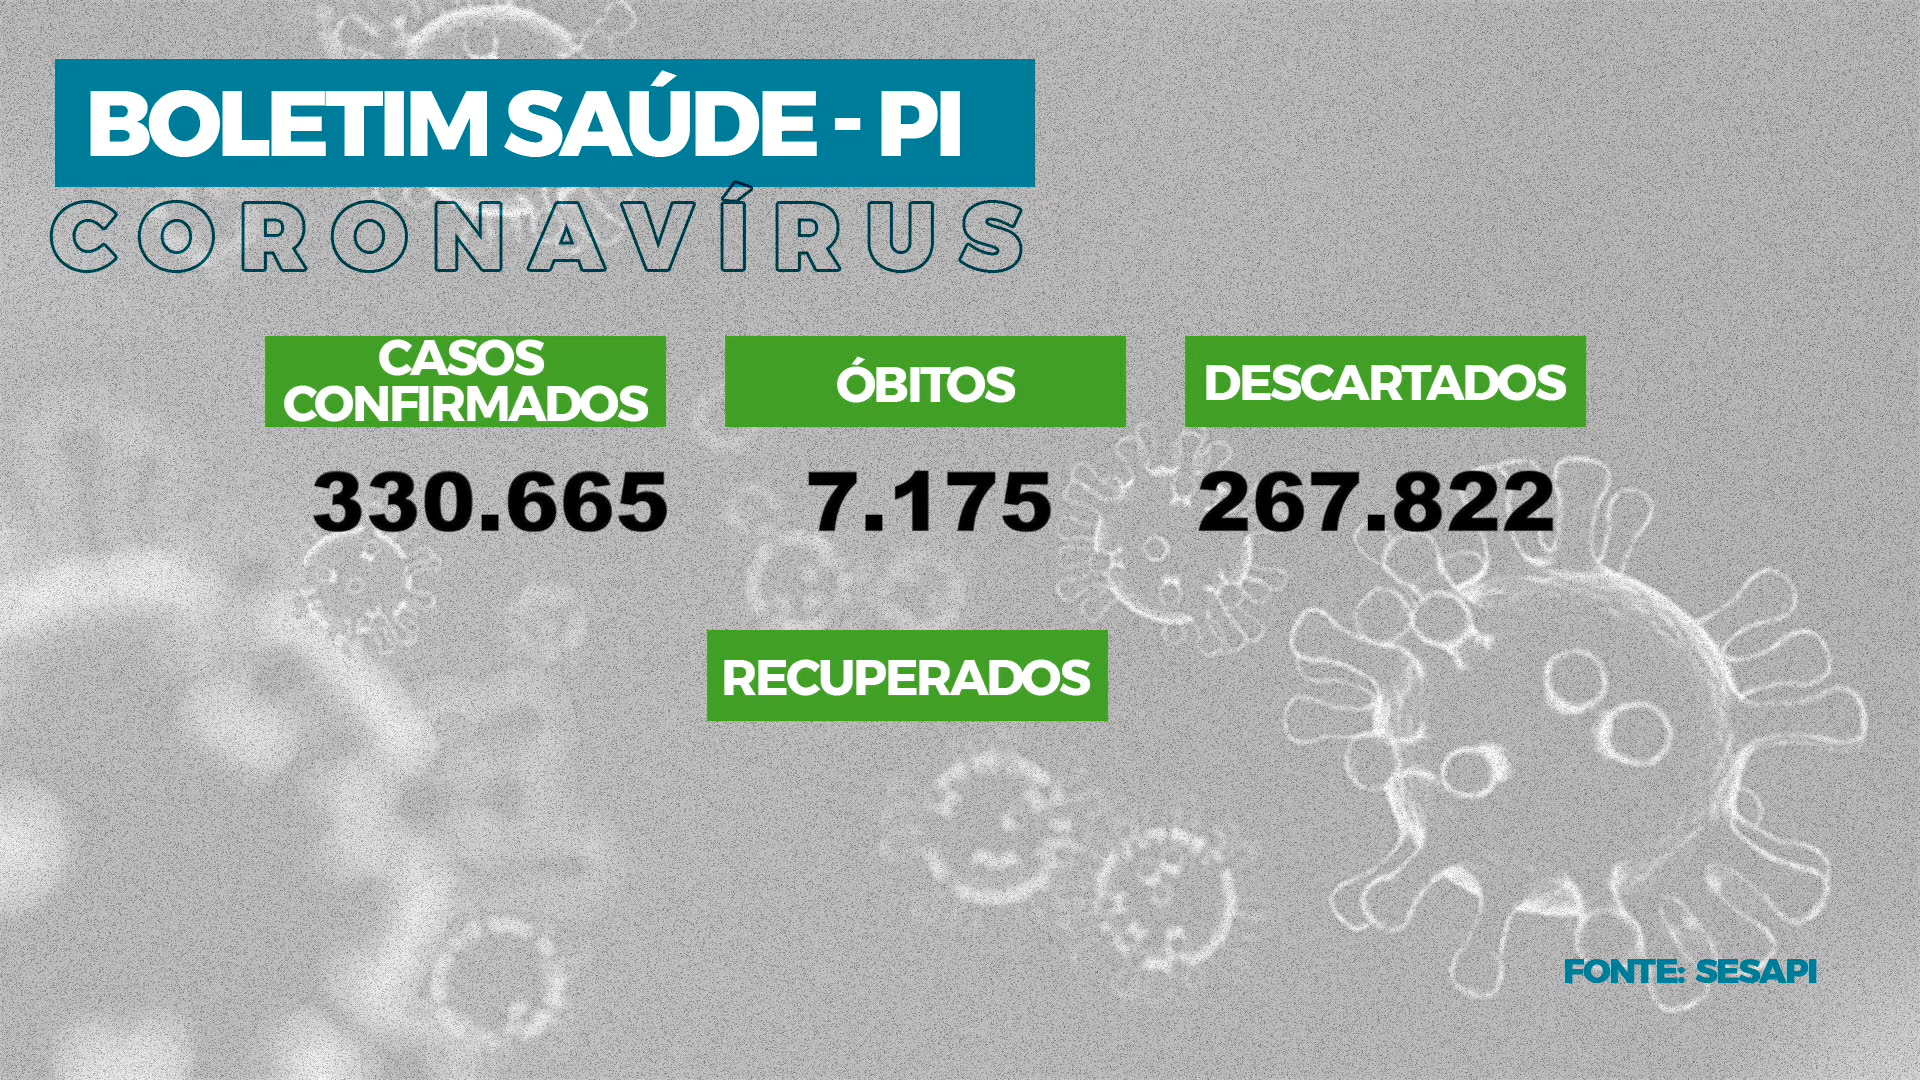 BOLETIM SAÚDE - PI
CORONAVÍRUS
CASOS
CONFIRMADOS
ÓBITOS
DESCARTADOS
330.665
7.175
267.822
RECUPERADOS
FONTE: SESAPI